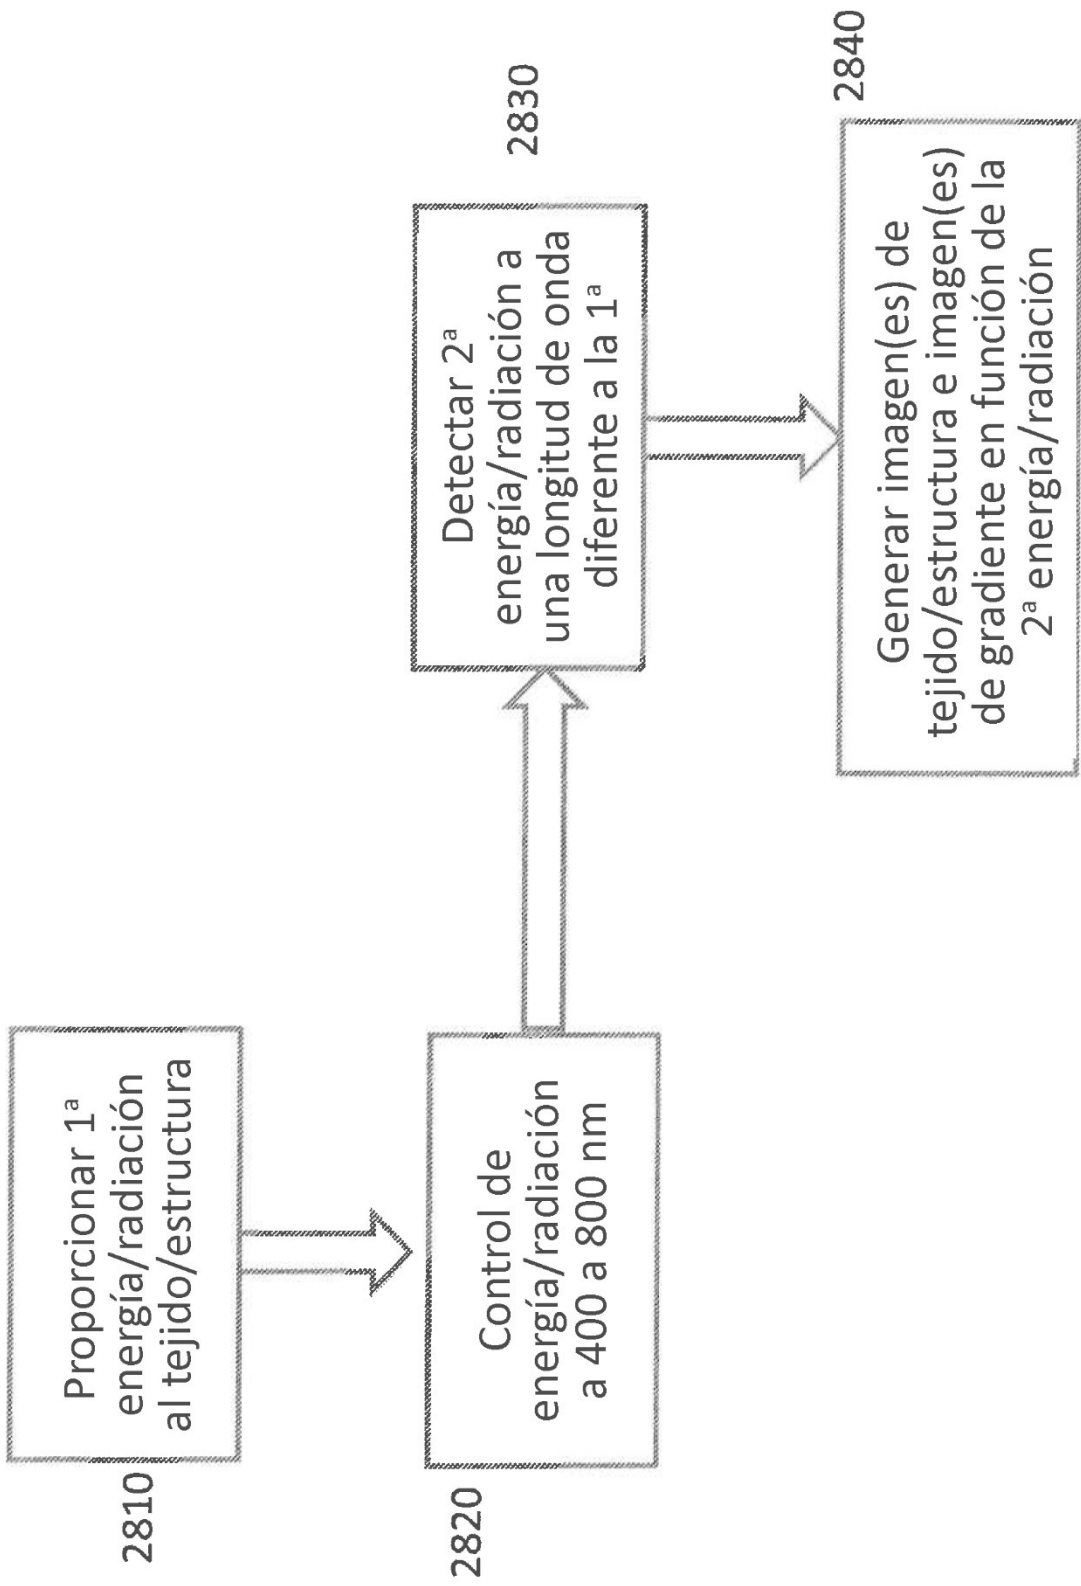 2810
Proporcionar 1ª
energía/radiación
al tejido/estructura
2820
Control de
energía/radiación
a 400 a 800 nm
Detectar 2ª
energía/radiación a
una longitud de onda
diferente a la 1ª
2830
Generar imagen(es) de
tejido/estructura e imagen(es)
de gradiente en función de la
2ª energía/radiación
2840